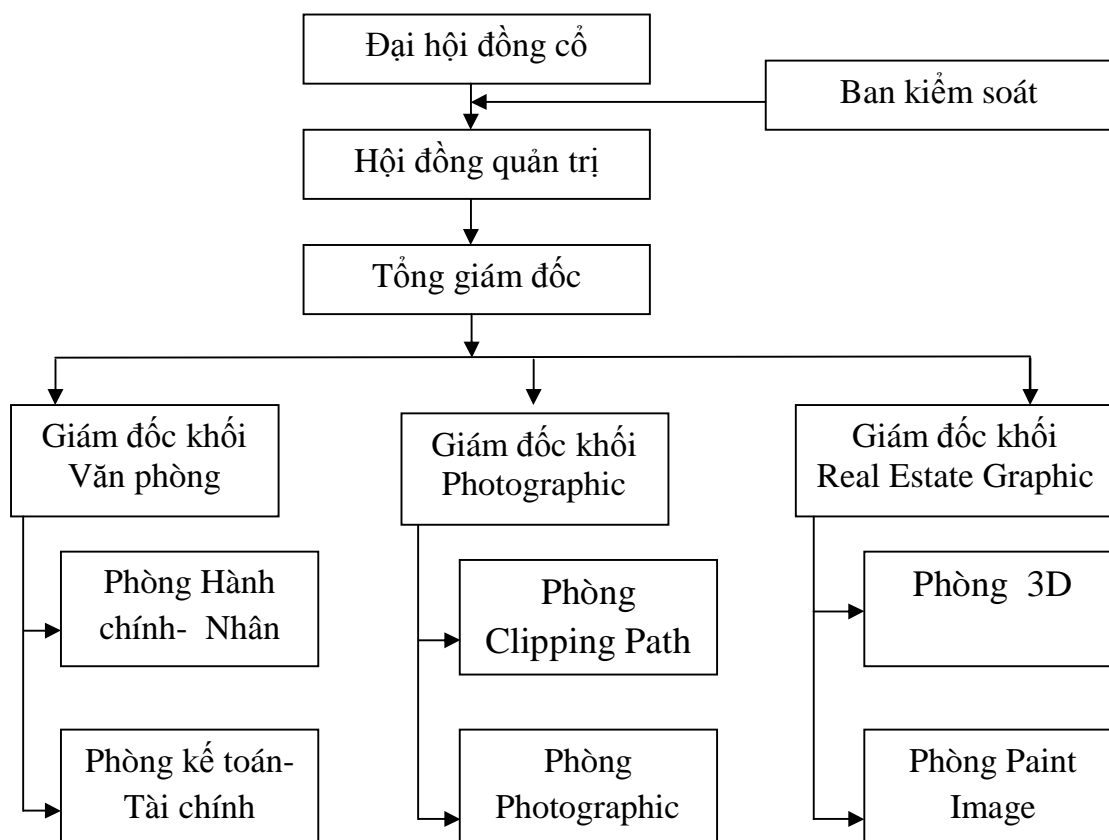 Đại hội đồng cổ
Ban kiểm soát
Hội đồng quản trị
Tổng giám đốc
Giám đốc khối
Văn phòng
Giám đốc khối
Photographic
Giám đốc khối
Real Estate Graphic
Phòng Hành
chính- Nhân
Phòng
Clipping Path
Phòng 3D
Phòng kế toán-
Tài chính
Phòng
Photographic
Phòng Paint
Image